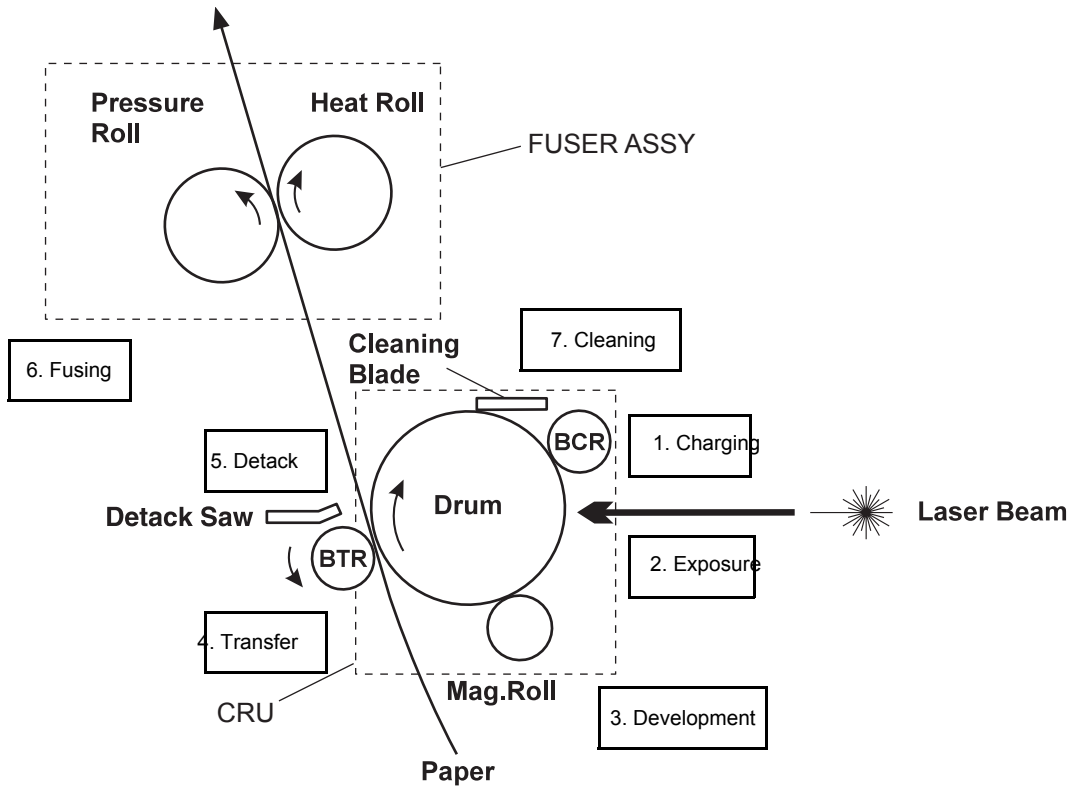 Pressure
Roll
Heat Roll
FUSER ASSY
6. Fusing
Cleaning
Blade
7. Cleaning
BCR
1. Charging
5. Detack
Drum
Detack Saw
Laser Beam
BTR
2. Exposure
4. Transfer
Mag.Roll
CRU
3. Development
Paper